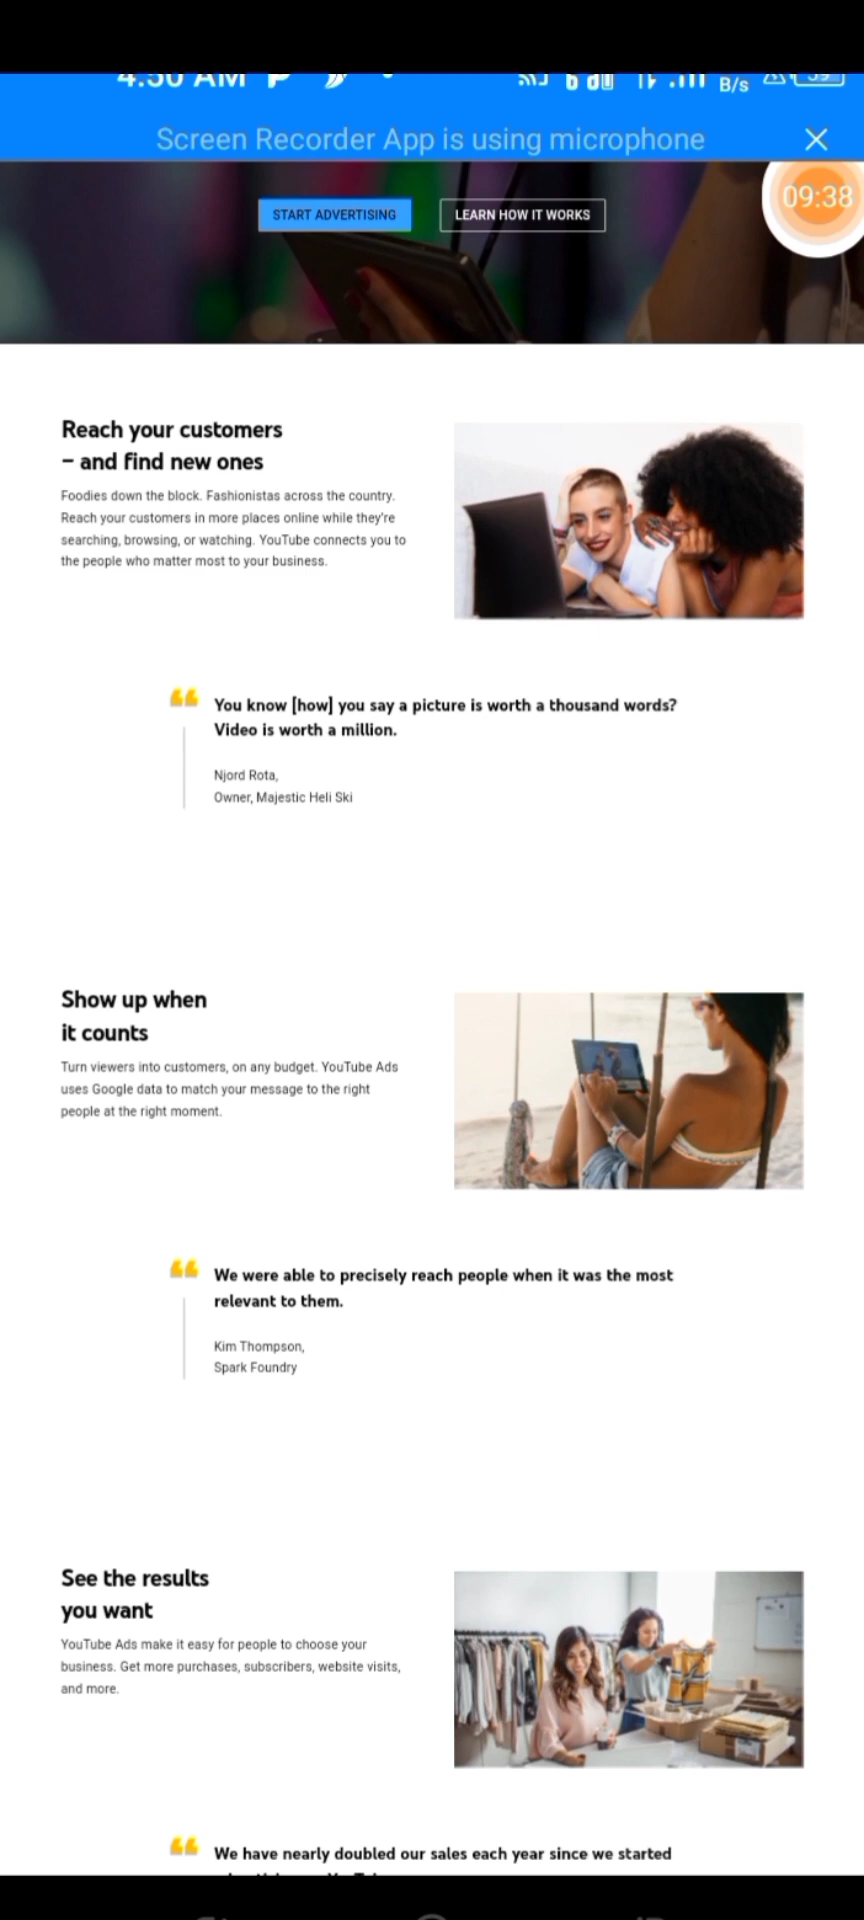 4:50 AM
B/s
59
Screen Recorder App is using microphone
09:38
START ADVERTISING
LEARN HOW IT WORKS
Reach your customers
– and find new ones
Foodies down the block. Fashionistas across the country.
Reach your customers in more places online while they're
searching, browsing, or watching. YouTube connects you to
the people who matter most to your business.
You know [how] you say a picture is worth a thousand words?
Video is worth a million.
Njord Rota,
Owner, Majestic Heli Ski
Show up when
it counts
Turn viewers into customers, on any budget. YouTube Ads
uses Google data to match your message to the right
people at the right moment.
We were able to precisely reach people when it was the most
relevant to them.
Kim Thompson,
Spark Foundry
See the results
you want
YouTube Ads make it easy for people to choose your
business. Get more purchases, subscribers, website visits,
and more.
We have nearly doubled our sales each year since we started